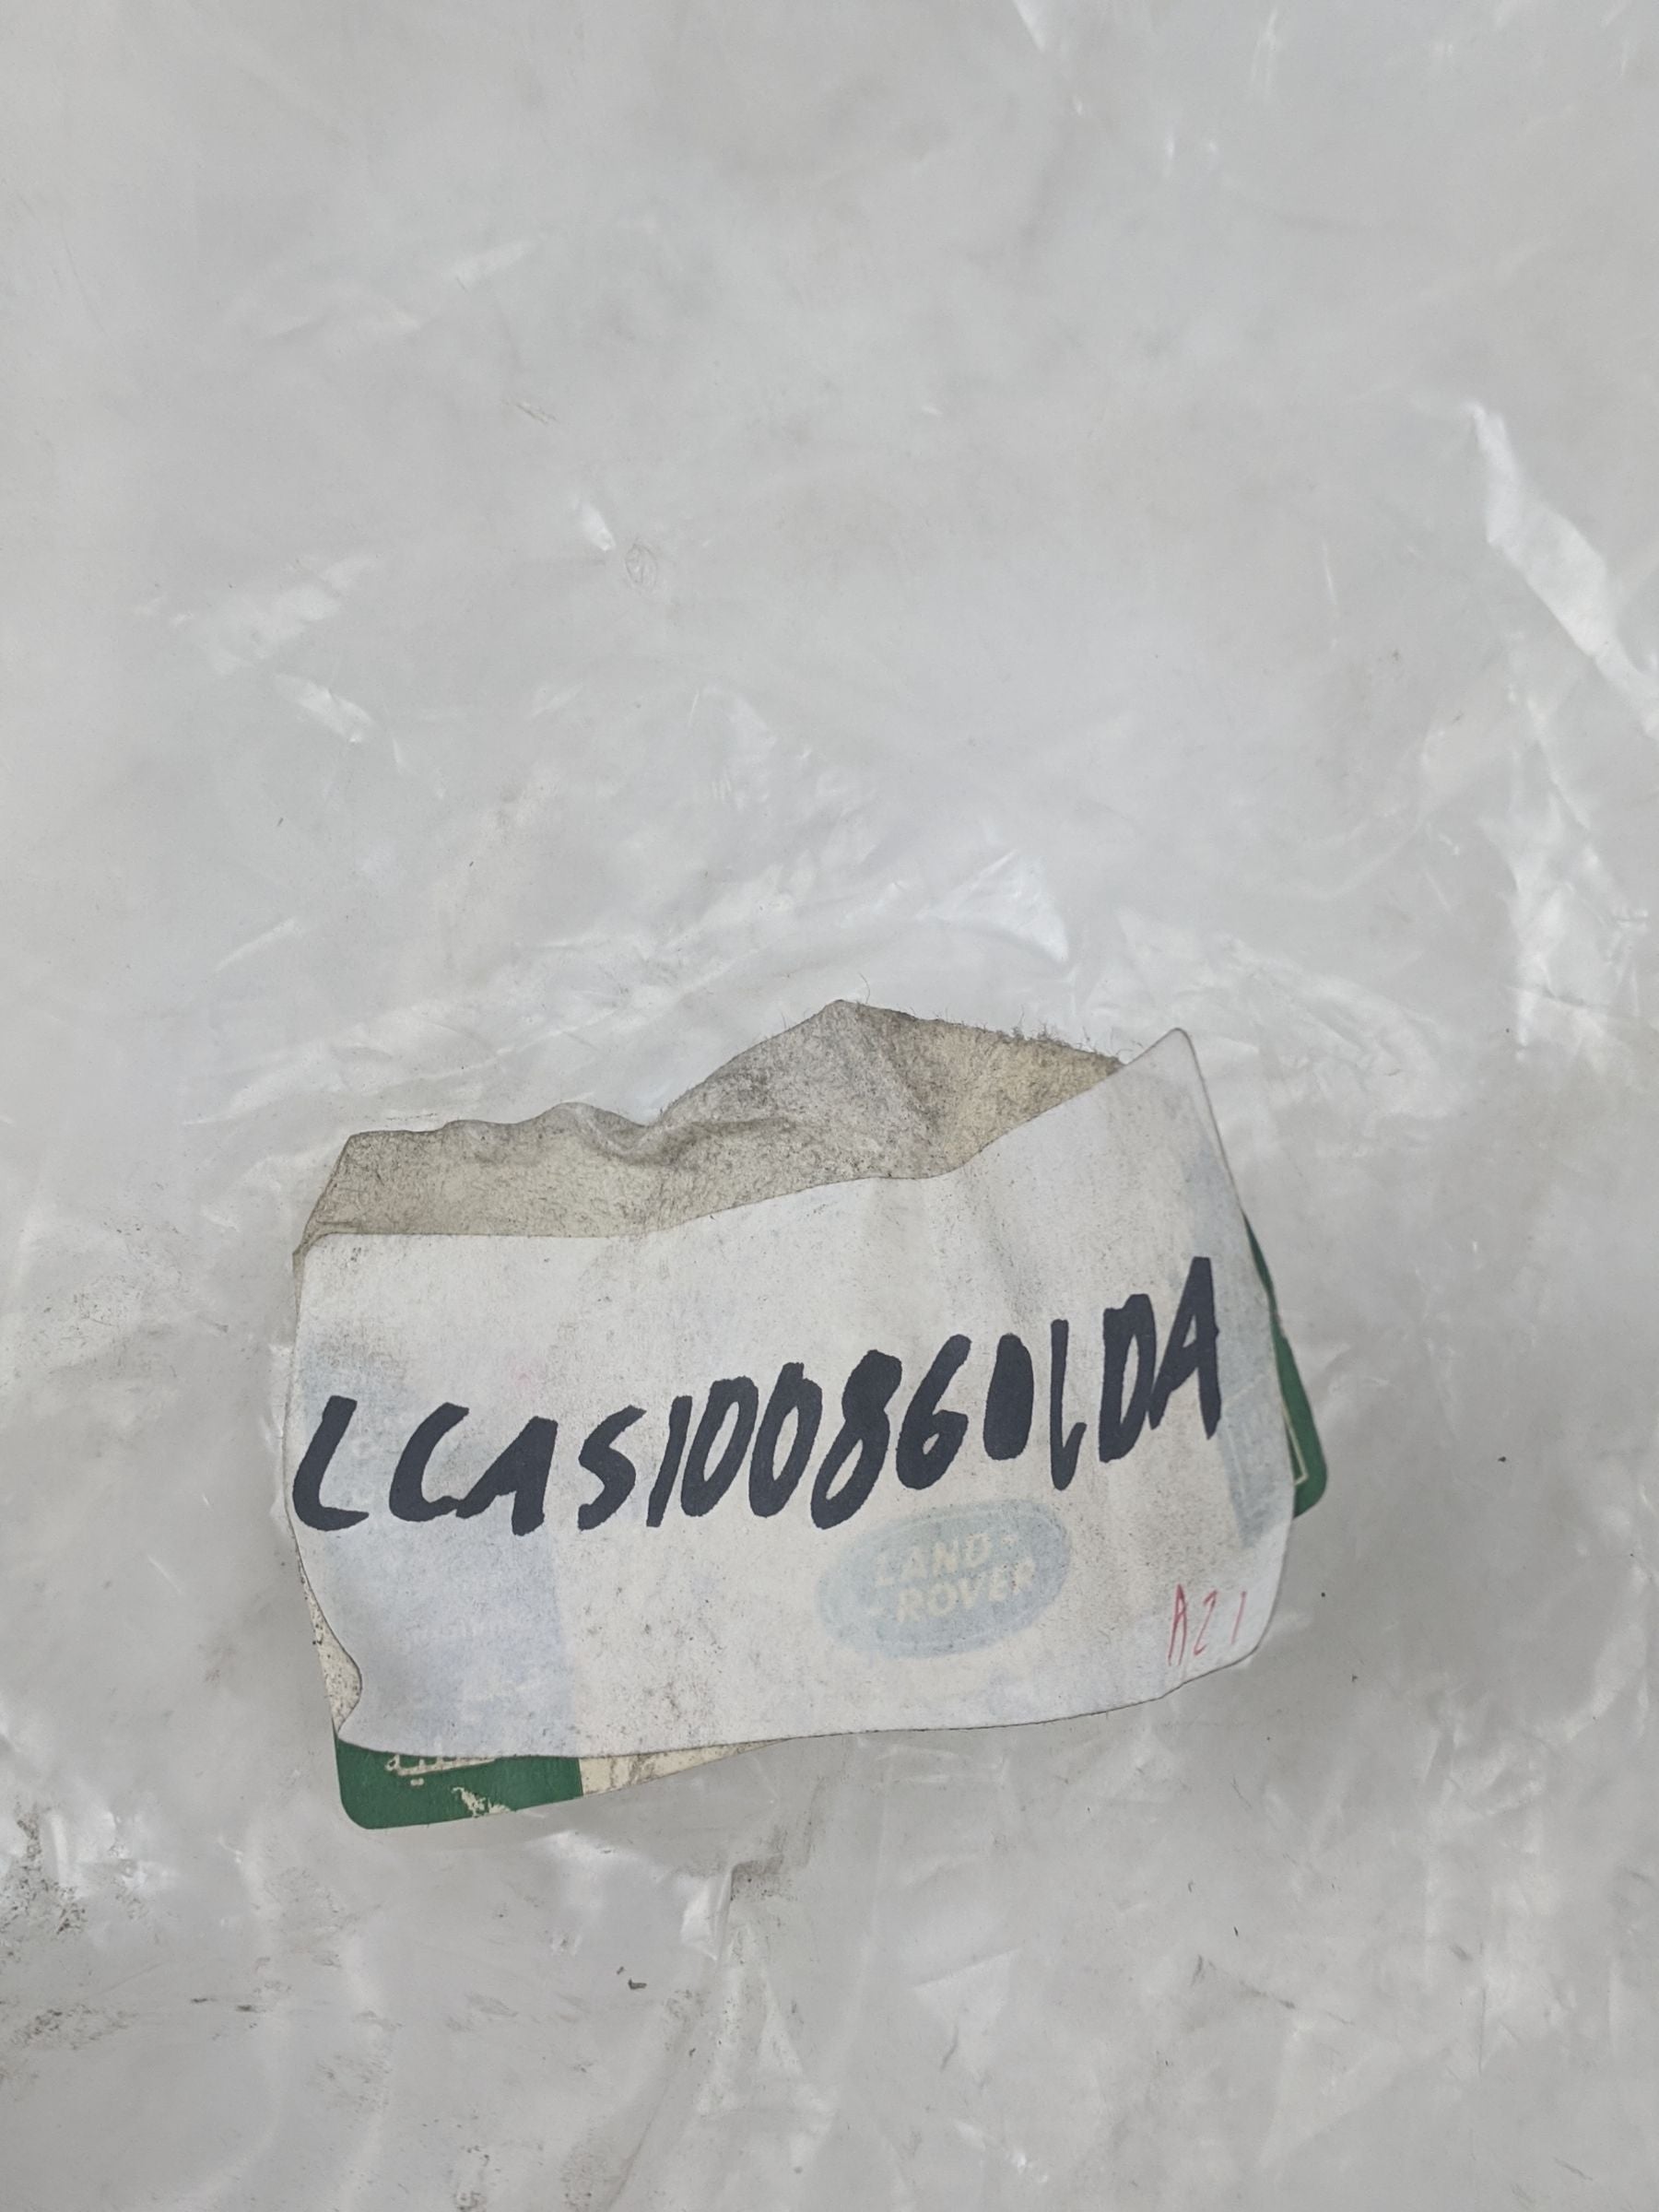 LCAS100860LDA
LAND-
ROVER
A21